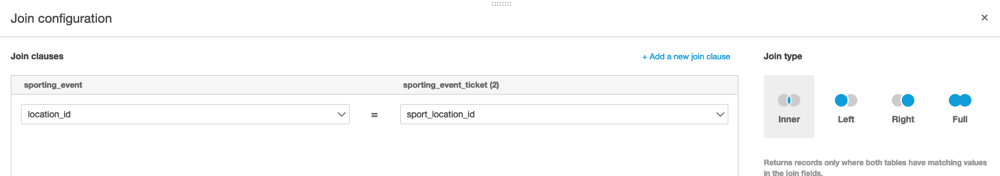 Join configuration
×
Join clauses
+ Add a new join clause
Join type
sporting_event
sporting_event_ticket (2)
location_id
=
sport_location_id
Inner
Left
Right
Full
Returns records only where both tables have matching values
in the join fields.